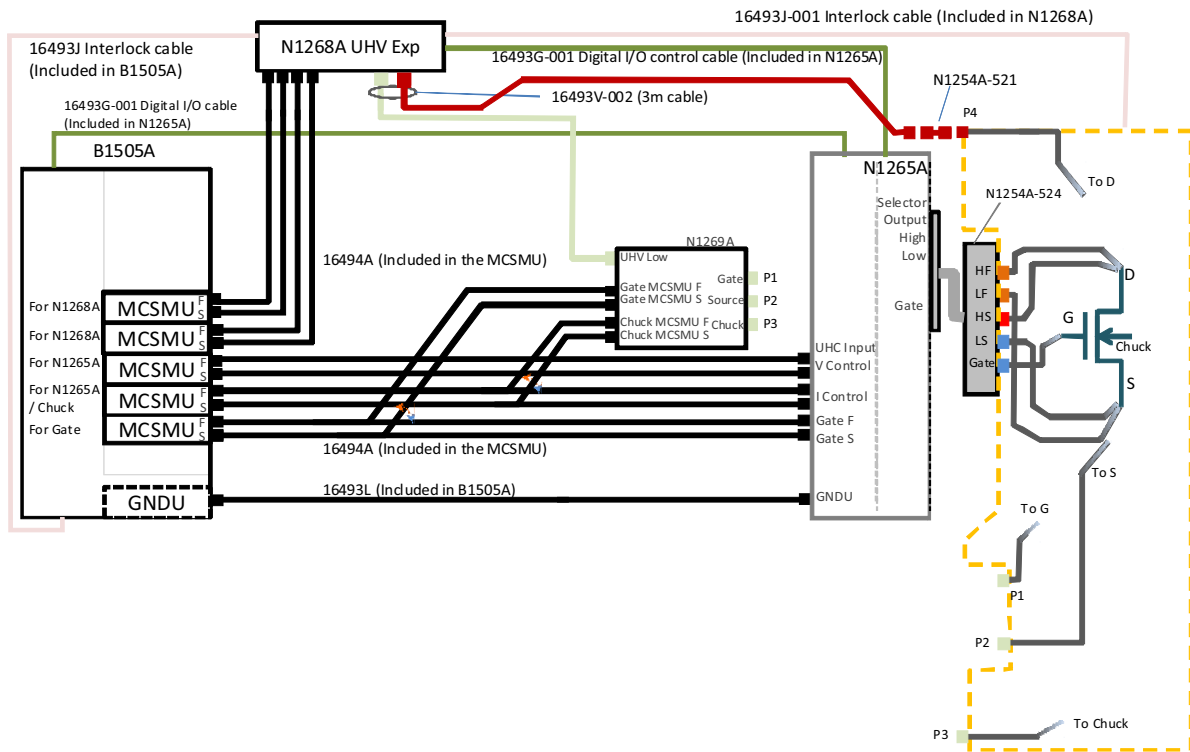 16493J-001 Interlock cable (Included in N1268A)
16493J Interlock cable
(Included in B1505A)
N1268A UHV Exp
16493G-001 Digital I/O control cable (Included in N1265A)
N1254A-521
16493V-002 (3m cable)
16493G-001 Digital I/O cable
(Included in N1265A)
P4
B1505A
N1265A
To D
N1254A-524
Selector
Output
High
Low
Gate
N1269A
UHV Low
Gate P1
Gate MCSMU F
Gate MCSMU S
Source P2
Chuck MCSMU F
Chuck P3
Chuck MCSMU S
16494A (Included in the MCSMU)
HF
LF
HS
LS
Gate
D
G
Chuck
S
For N1268A
MCSMU F
S
For N1268A
MCSMU F
S
For N1265A
MCSMU F
S
For N1265A
/ Chuck
MCSMU F
S
For Gate
MCSMU F
S
UHC Input
V Control
I Control
Gate F
Gate S
16494A (Included in the MCSMU)
To S
16493L (Included in B1505A)
GNDU
GNDU
To G
P1
P2
P3
To Chuck